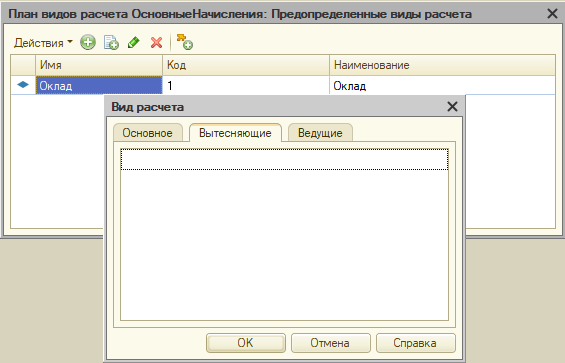 План видов расчета ОсновныеНачисления: Предопределенные виды расчета
Действия
Имя Код Наименование
Оклад 1 Оклад
Вид расчета
Основное Вытесняющие Ведущие
OK Отмена Справка